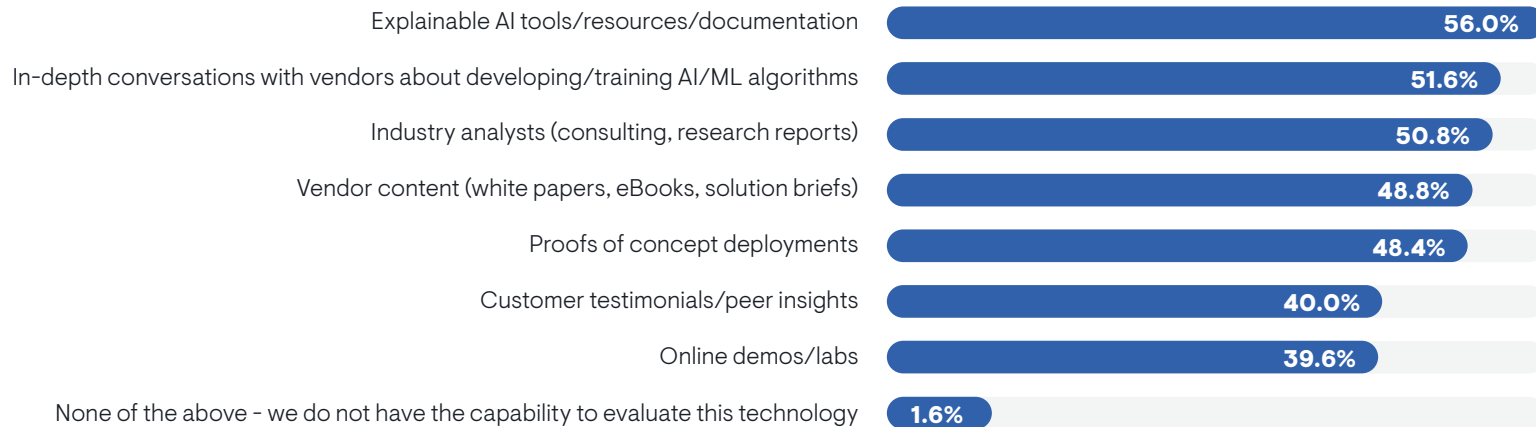 Explainable AI tools/resources/documentation 56.0%
In-depth conversations with vendors about developing/training AI/ML algorithms 51.6%
Industry analysts (consulting, research reports) 50.8%
Vendor content (white papers, eBooks, solution briefs) 48.8%
Proofs of concept deployments 48.4%
Customer testimonials/peer insights 40.0%
Online demos/labs 39.6%
None of the above - we do not have the capability to evaluate this technology 1.6%